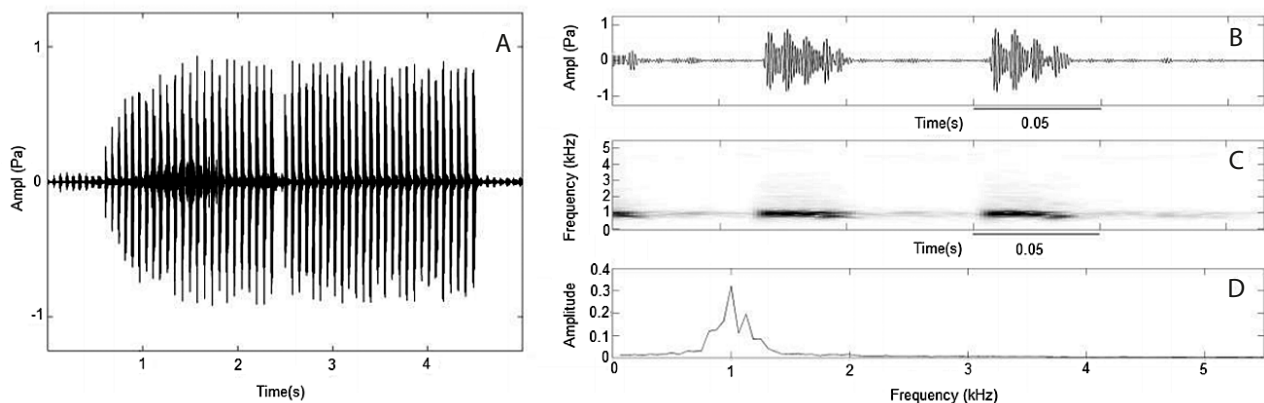 A
Ampl (Pa)
1
0
-1
1 2 3 4
Time(s)
B
Ampl (Pa)
1
0
-1
Time(s) 0.05
C
Frequency (kHz)
5
4
3
2
1
0
Time(s) 0.05
D
Amplitude
0.4
0.3
0.2
0.1
0
0 1 2 3 4 5
Frequency (kHz)